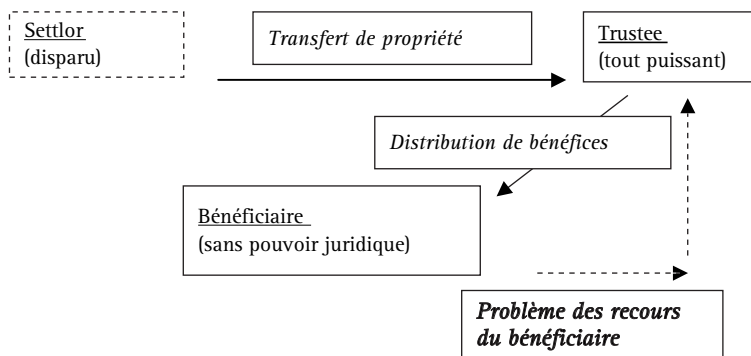 Settlor
(disparu)
Transfert de propriété
Trustee
(tout puissant)
Distribution de bénéfices
Bénéficiaire
(sans pouvoir juridique)
Problème des recours
du bénéficiaire